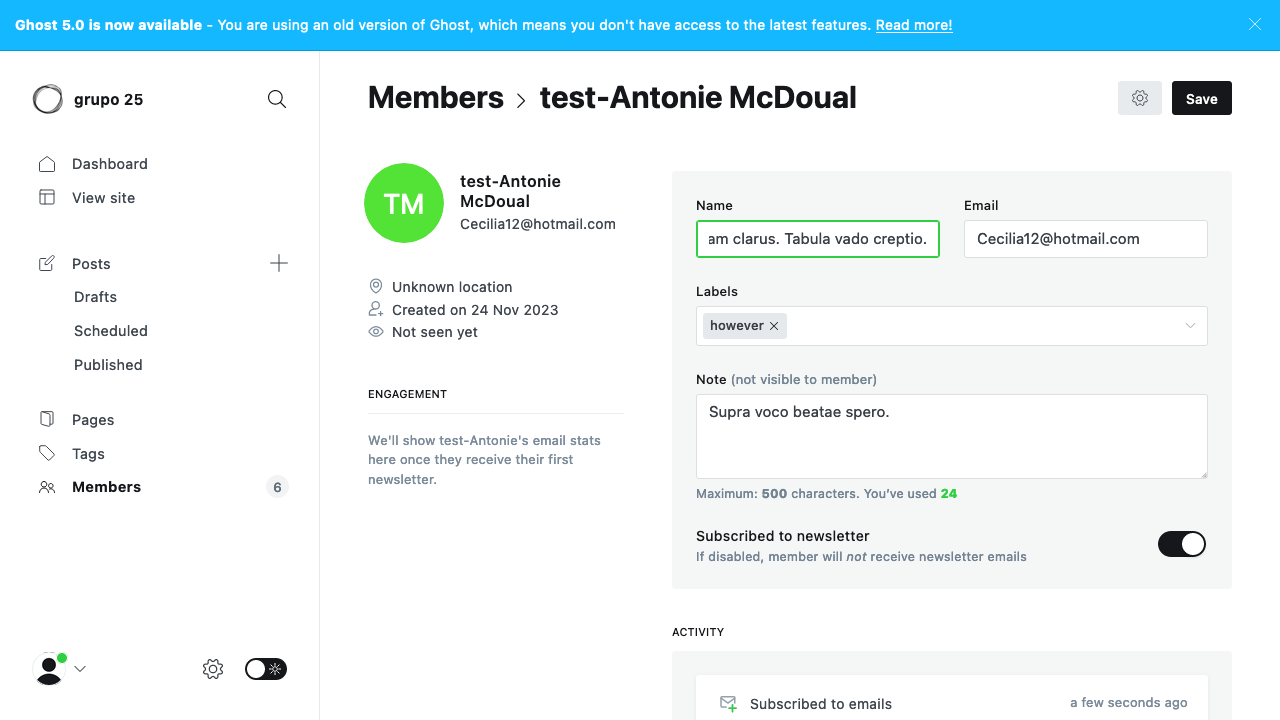 Ghost 5.0 is now available - You are using an old version of Ghost, which means you don't have access to the latest features. Read more!
grupo 25
Dashboard
View site
Posts
Drafts
Scheduled
Published
Pages
Tags
Members 6
Members > test-Antonie McDoual
Save
TM
test-Antonie
McDoual
Cecilia12@hotmail.com
Unknown location
Created on 24 Nov 2023
Not seen yet
ENGAGEMENT
We'll show test-Antonie's email stats
here once they receive their first
newsletter.
Name
am clarus. Tabula vado creptio.
Email
Cecilia12@hotmail.com
Labels
however
Note (not visible to member)
Supra voco beatae spero.
Maximum: 500 characters. You've used 24
Subscribed to newsletter
If disabled, member will not receive newsletter emails
ACTIVITY
Subscribed to emails
a few seconds ago